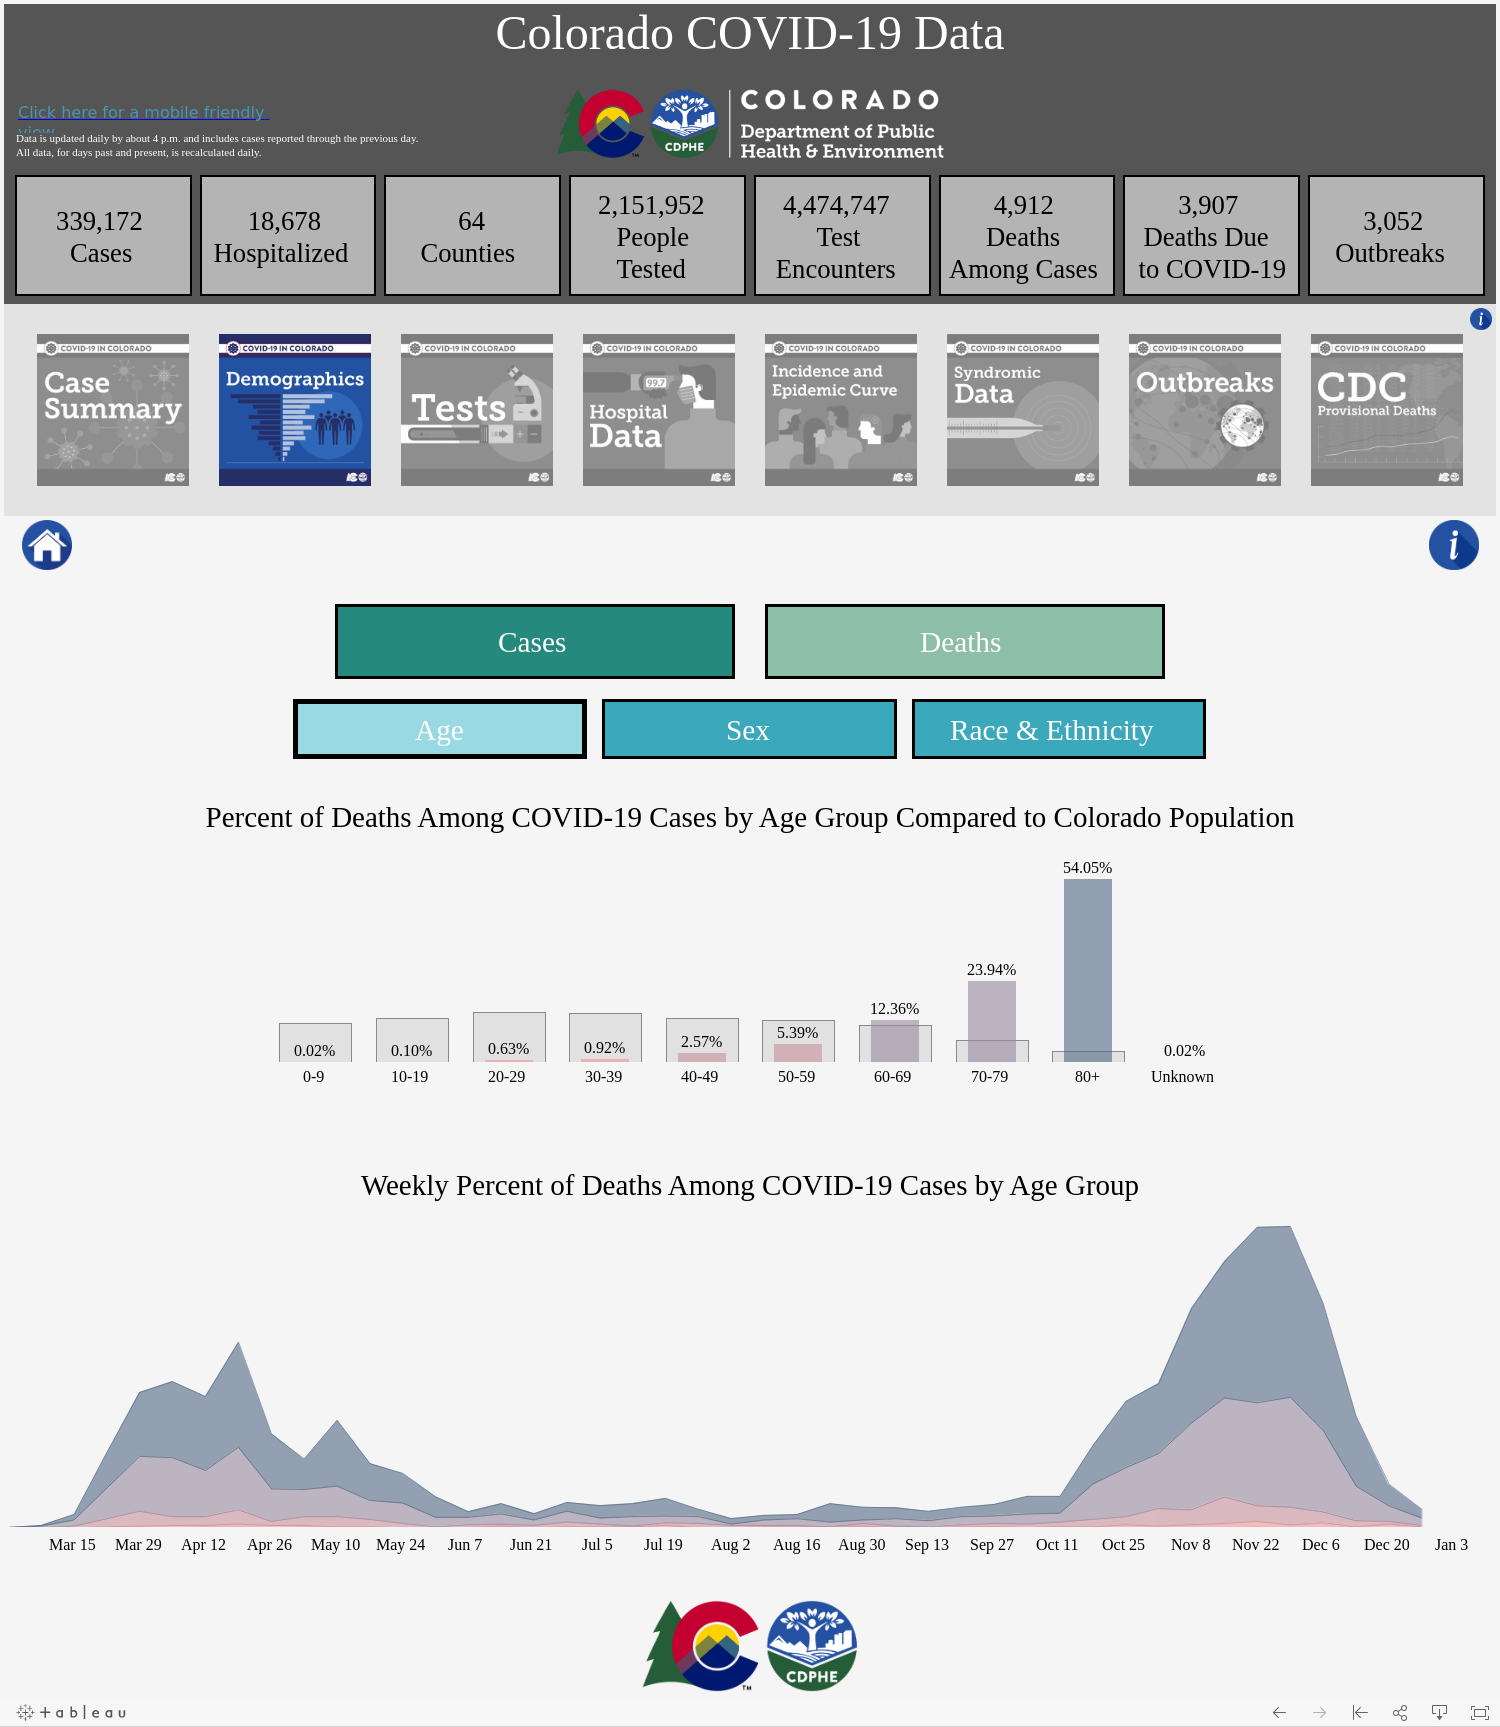 Colorado COVID-19 Data
Click here for a mobile friendly
view
Data is updated daily by about 4 p.m. and includes cases reported through the previous day.
All data, for days past and present, is recalculated daily.
COLORADO
Department of Public
Health & Environment
CDPHE
TM
339,172
Cases
18,678
Hospitalized
64
Counties
2,151,952
People
Tested
4,474,747
Test
Encounters
4,912
Deaths
Among Cases
3,907
Deaths Due
to COVID-19
3,052
Outbreaks
i
COVID-19 IN COLORADO
Case
Summary
COVID-19 IN COLORADO
Demographics
COVID-19 IN COLORADO
Tests
COVID-19 IN COLORADO
99.7
Hospital
Data
COVID-19 IN COLORADO
Incidence and
Epidemic Curve
COVID-19 IN COLORADO
Syndromic
Data
COVID-19 IN COLORADO
Outbreaks
COVID-19 IN COLORADO
CDC
Provisional Deaths
i
Cases
Deaths
Age
Sex
Race & Ethnicity
Percent of Deaths Among COVID-19 Cases by Age Group Compared to Colorado Population
54.05%
23.94%
12.36%
0.02% 0.10% 0.63% 0.92% 2.57% 5.39% 0.02%
0-9 10-19 20-29 30-39 40-49 50-59 60-69 70-79 80+ Unknown
Weekly Percent of Deaths Among COVID-19 Cases by Age Group
Mar 15 Mar 29 Apr 12 Apr 26 May 10 May 24 Jun 7 Jun 21 Jul 5 Jul 19 Aug 2 Aug 16 Aug 30 Sep 13 Sep 27 Oct 11 Oct 25 Nov 8 Nov 22 Dec 6 Dec 20 Jan 3
CDPHE
TM
+ableau